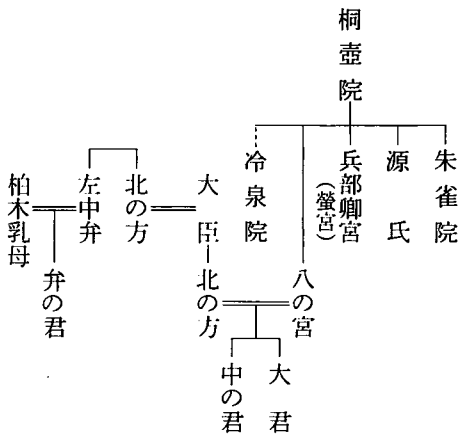 桐壺院
朱雀院
源氏
兵部卿宮
（螢宮）
八の宮
冷泉院
大臣
北の方
北の方
左中弁
柏木乳母
弁の君
大君
中の君